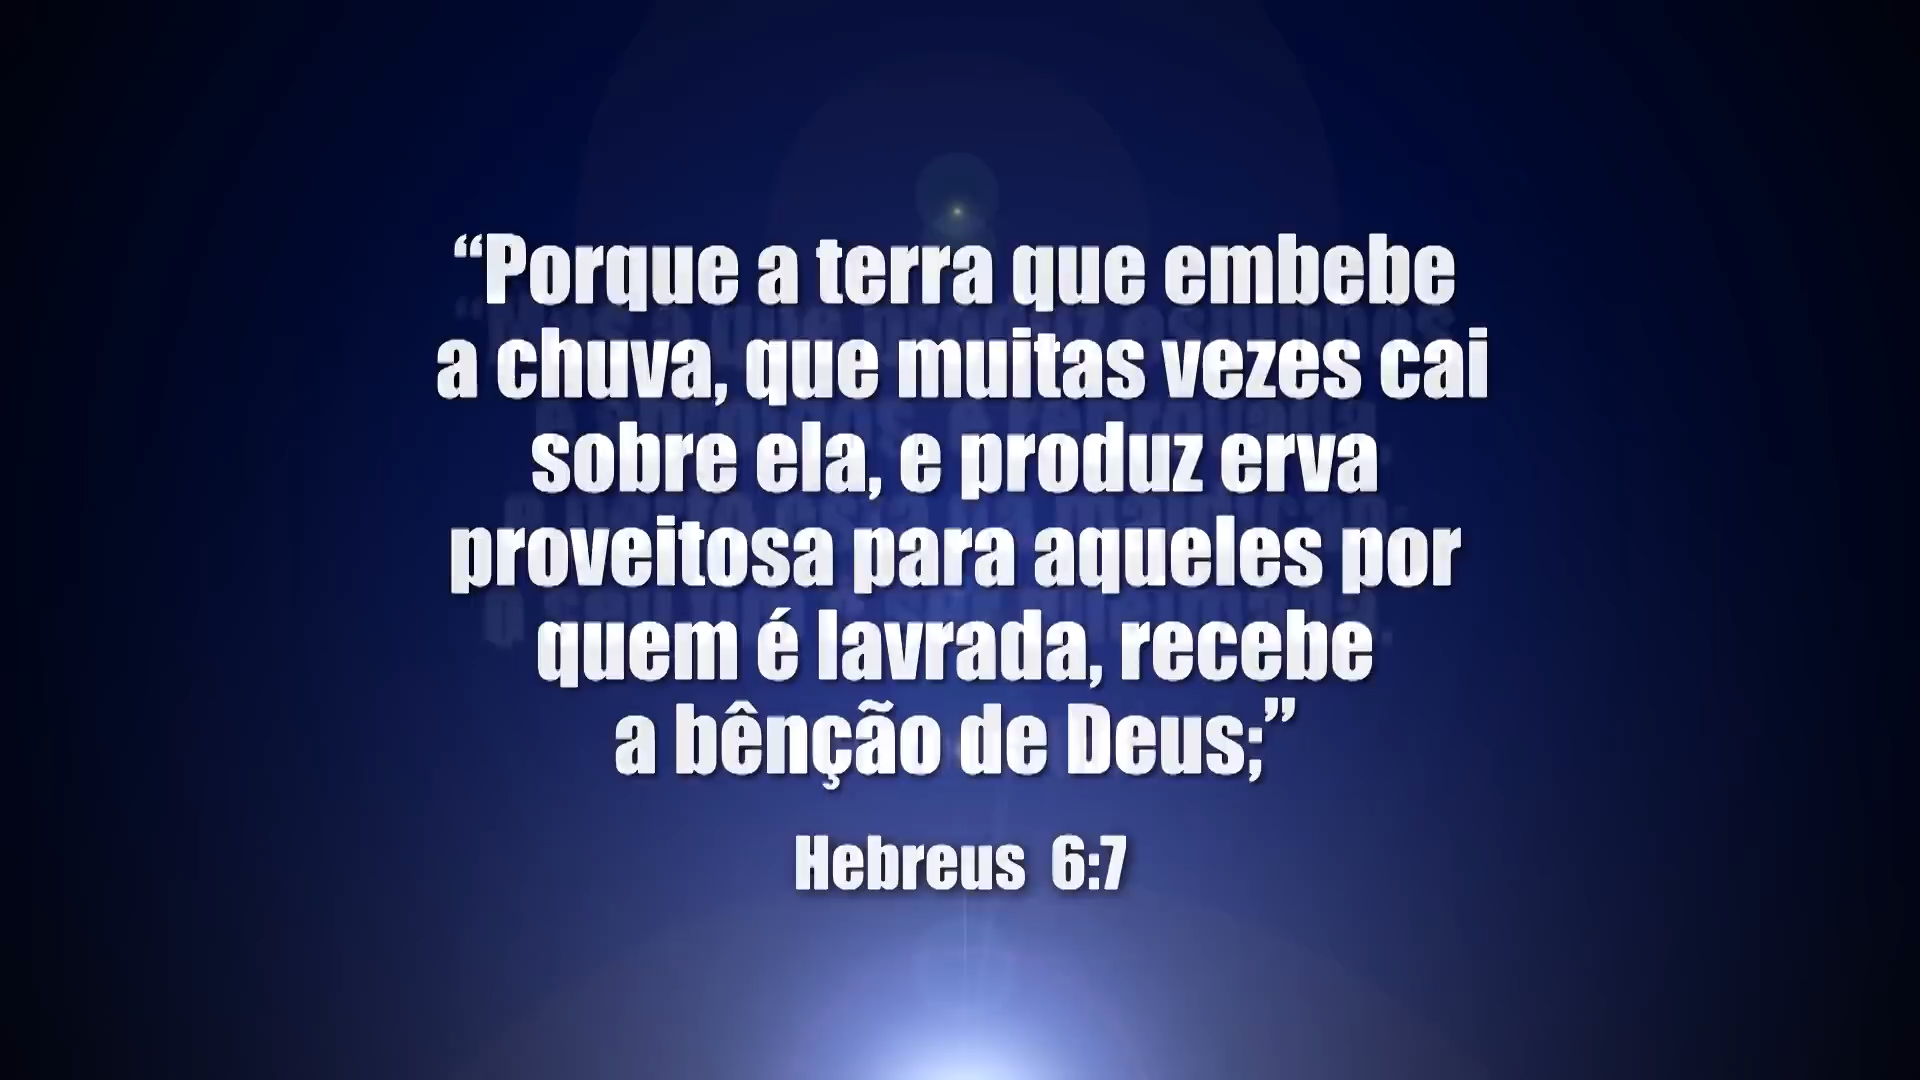 “Porque a terra que embebe
a chuva, que muitas vezes cai
sobre ela, e produz erva
proveitosa para aqueles por
quem é lavrada, recebe
a bênção de Deus;”
Hebreus 6:7